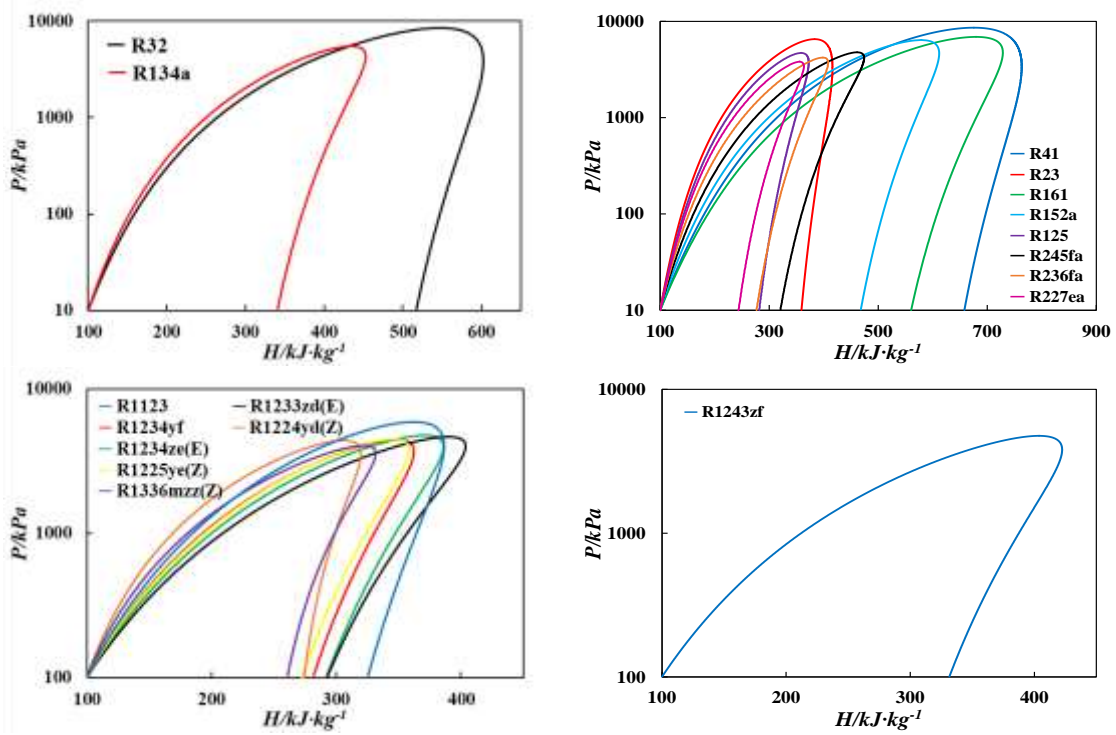 10000
1000
100
10
P/kPa
R32
R134a
100 200 300 400 500 600
H/kJ·kg⁻¹
10000
1000
100
10
P/kPa
R41
R23
R161
R152a
R125
R245fa
R236fa
R227ea
100 300 500 700 900
H/kJ·kg⁻¹
10000
1000
100
P/kPa
R1123 R1233zd(E)
R1234yf R1224yd(Z)
R1234ze(E)
R1225ye(Z)
R1336mzz(Z)
100 200 300 400
H/kJ·kg⁻¹
10000
1000
100
P/kPa
R1243zf
100 200 300 400
H/kJ·kg⁻¹